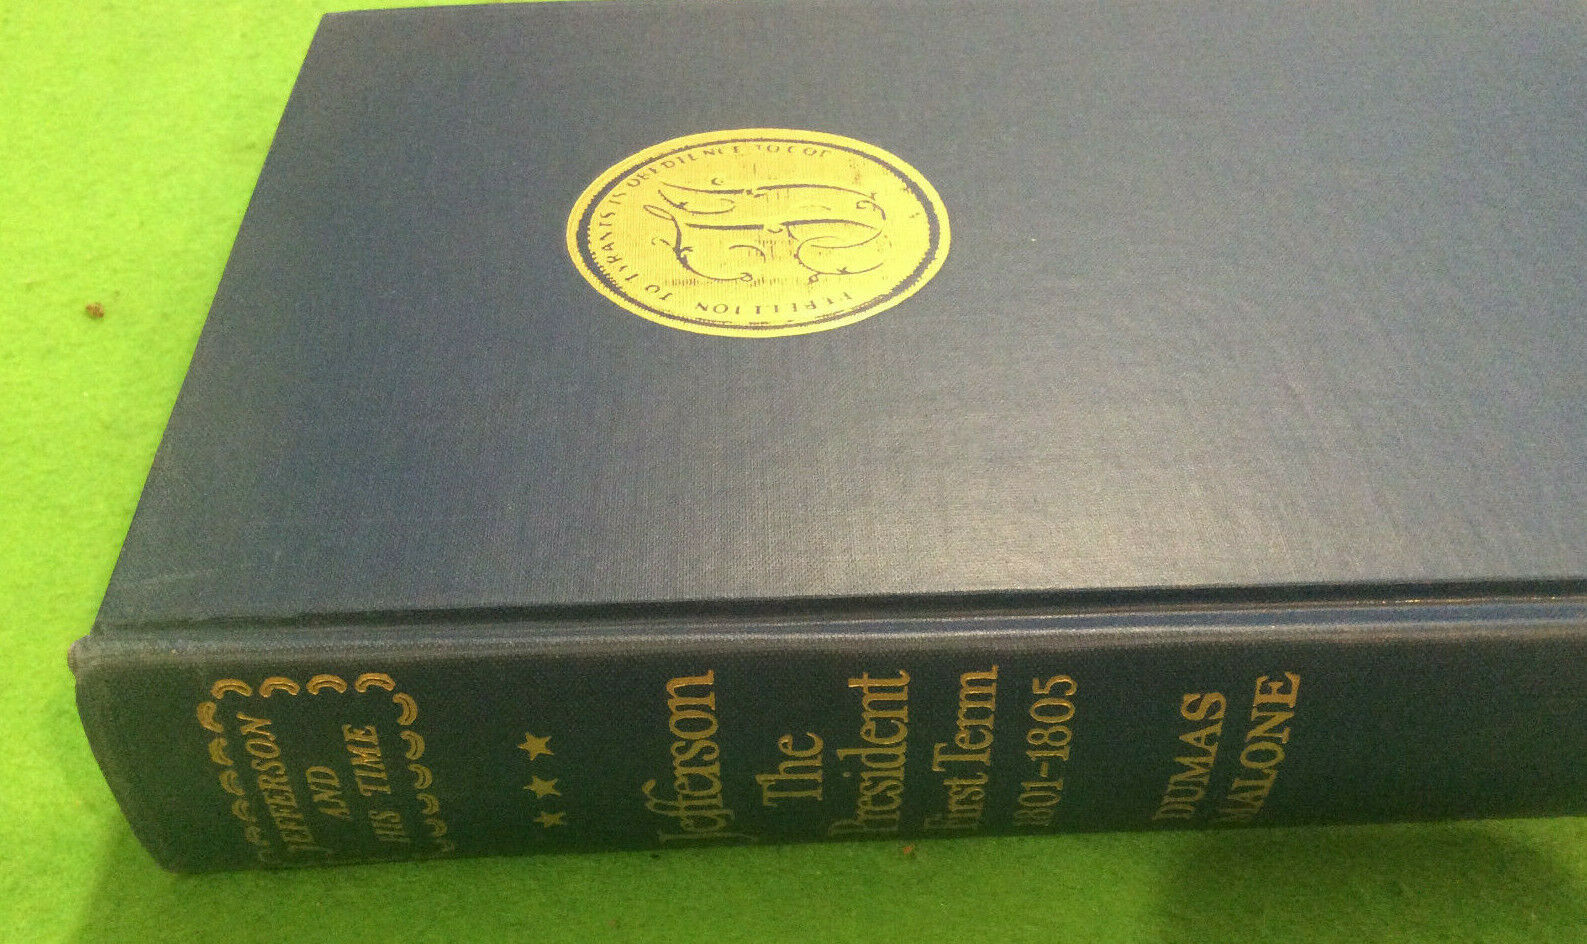 REBELLION TO TYRANTS IS OBEDIENCE TO GOD
JEFFERSON
AND
HIS TIME
Jefferson
The
President
First Term
1801-1805
DUMAS
MALONE